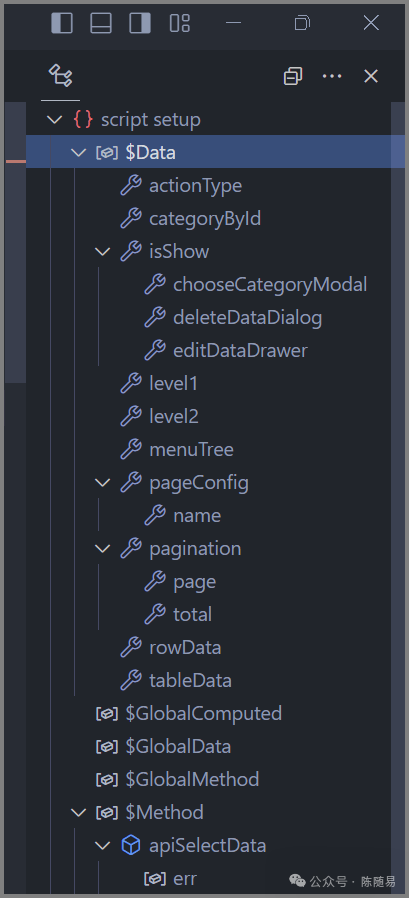 script setup
$Data
actionType
categoryById
isShow
chooseCategoryModal
deleteDataDialog
editDataDrawer
level1
level2
menuTree
pageConfig
name
pagination
page
total
rowData
tableData
$GlobalComputed
$GlobalData
$GlobalMethod
$Method
apiSelectData
err
公众号 · 陈随易